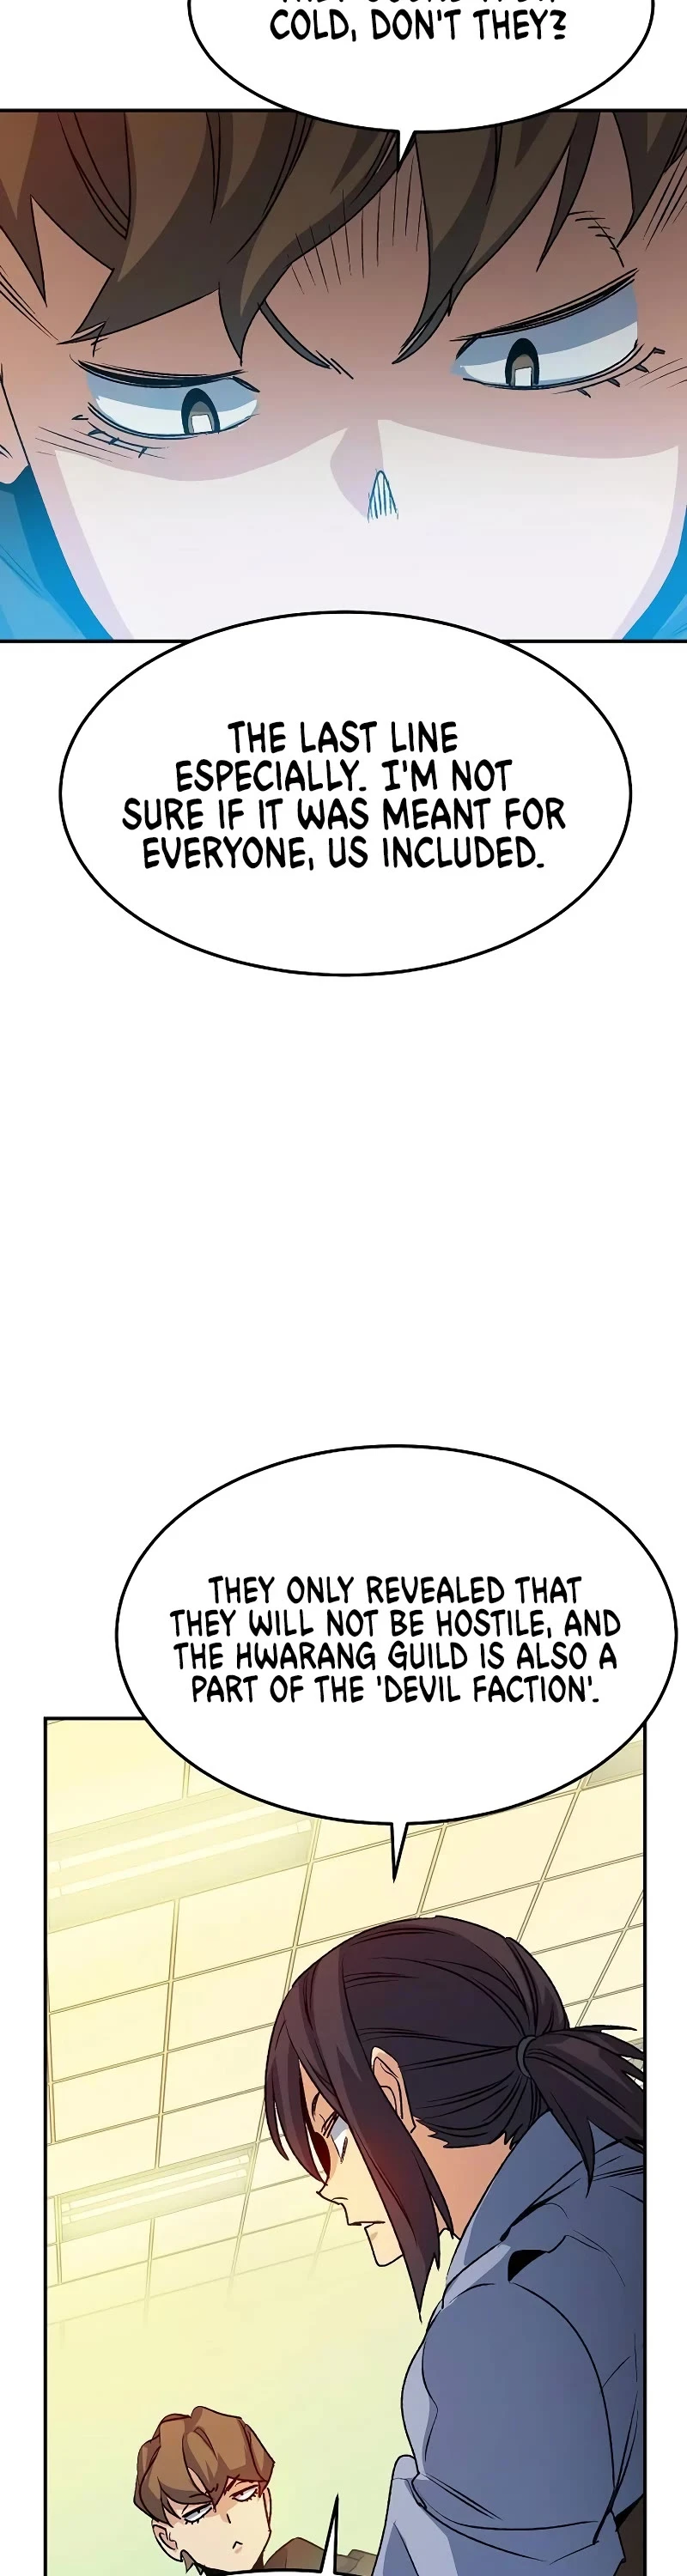 COLD, DON'T THEY?
THE LAST LINE
ESPECIALLY. I'M NOT
SURE IF IT WAS MEANT FOR
EVERYONE, US INCLUDED.
THEY ONLY REVEALED THAT
THEY WILL NOT BE HOSTILE, AND
THE HWARANG GUILD IS ALSO A
PART OF THE 'DEVIL FACTION'.